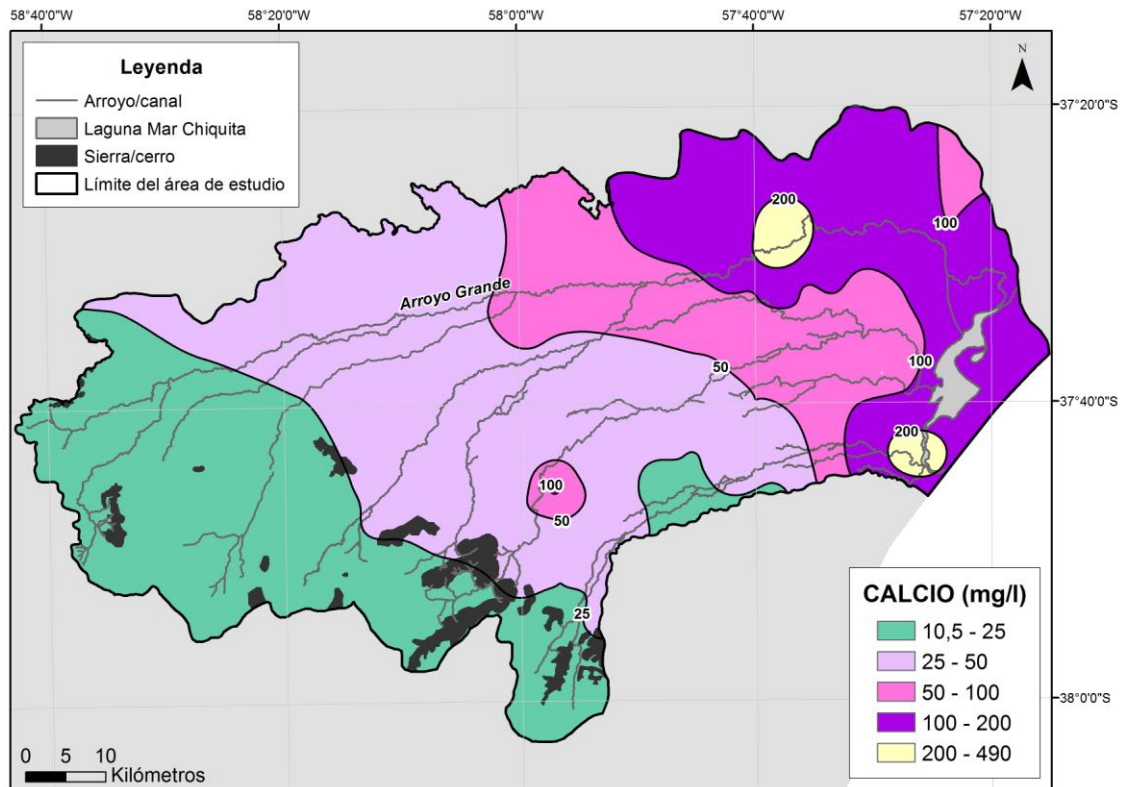 58°40'0"W
58°20'0"W
58°0'0"W
57°40'0"W
57°20'0"W
Leyenda
Arroyo/canal
Laguna Mar Chiquita
Sierra/cerro
Límite del área de estudio
N
37°20'0"S
200
100
Arroyo Grande
50
100
37°40'0"S
200
100
50
25
CALCIO (mg/l)
10,5 - 25
25 - 50
50 - 100
100 - 200
200 - 490
38°0'0"S
0 5 10
Kilómetros